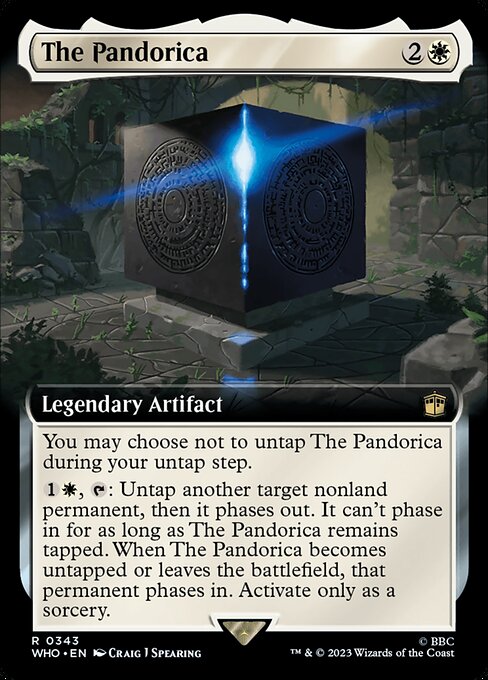 The Pandorica 2
Legendary Artifact
You may choose not to untap The Pandorica
during your untap step.
1, : Untap another target nonland
permanent, then it phases out. It can't phase
in for as long as The Pandorica remains
tapped. When The Pandorica becomes
untapped or leaves the battlefield, that
permanent phases in. Activate only as a
sorcery.
R 0343 © BBC
WHO • EN Craig J Spearing ™ & © 2023 Wizards of the Coast